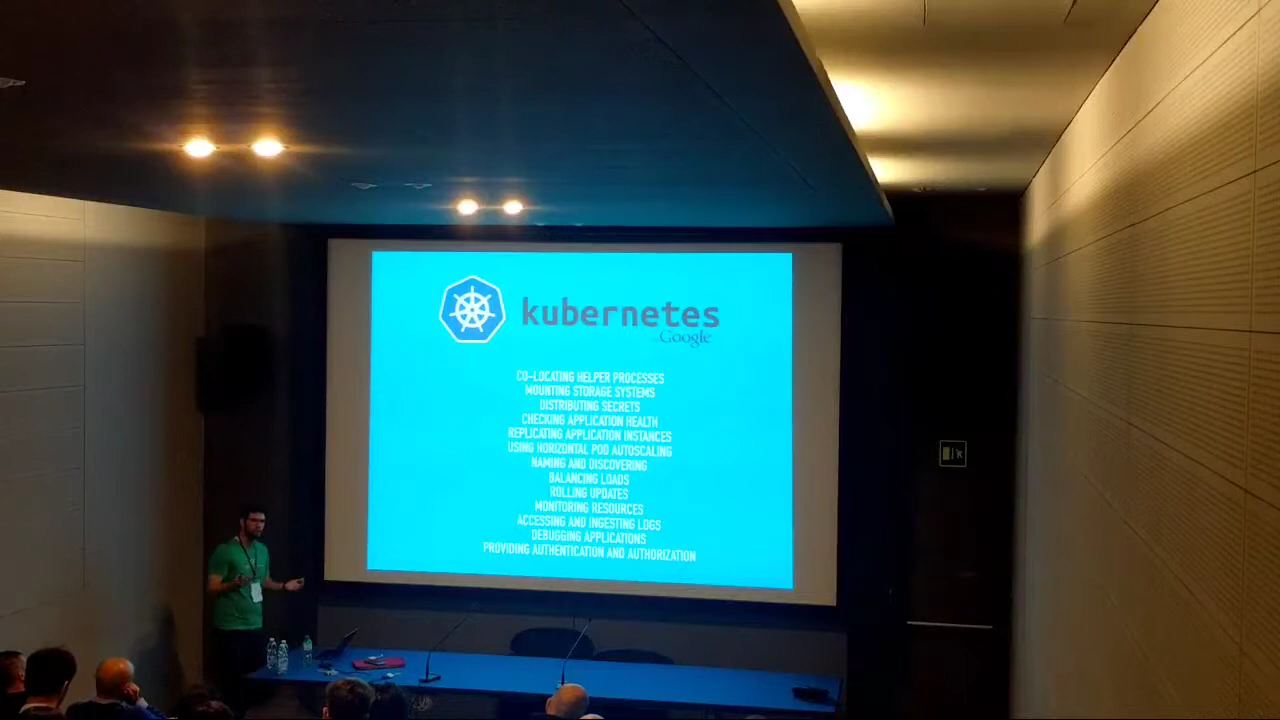 kubernetes
by Google
CO-LOCATING HELPER PROCESSES
MOUNTING STORAGE SYSTEMS
DISTRIBUTING SECRETS
CHECKING APPLICATION HEALTH
REPLICATING APPLICATION INSTANCES
USING HORIZONTAL POD AUTOSCALING
NAMING AND DISCOVERING
BALANCING LOADS
ROLLING UPDATES
MONITORING RESOURCES
ACCESSING AND INGESTING LOGS
DEBUGGING APPLICATIONS
PROVIDING AUTHENTICATION AND AUTHORIZATION